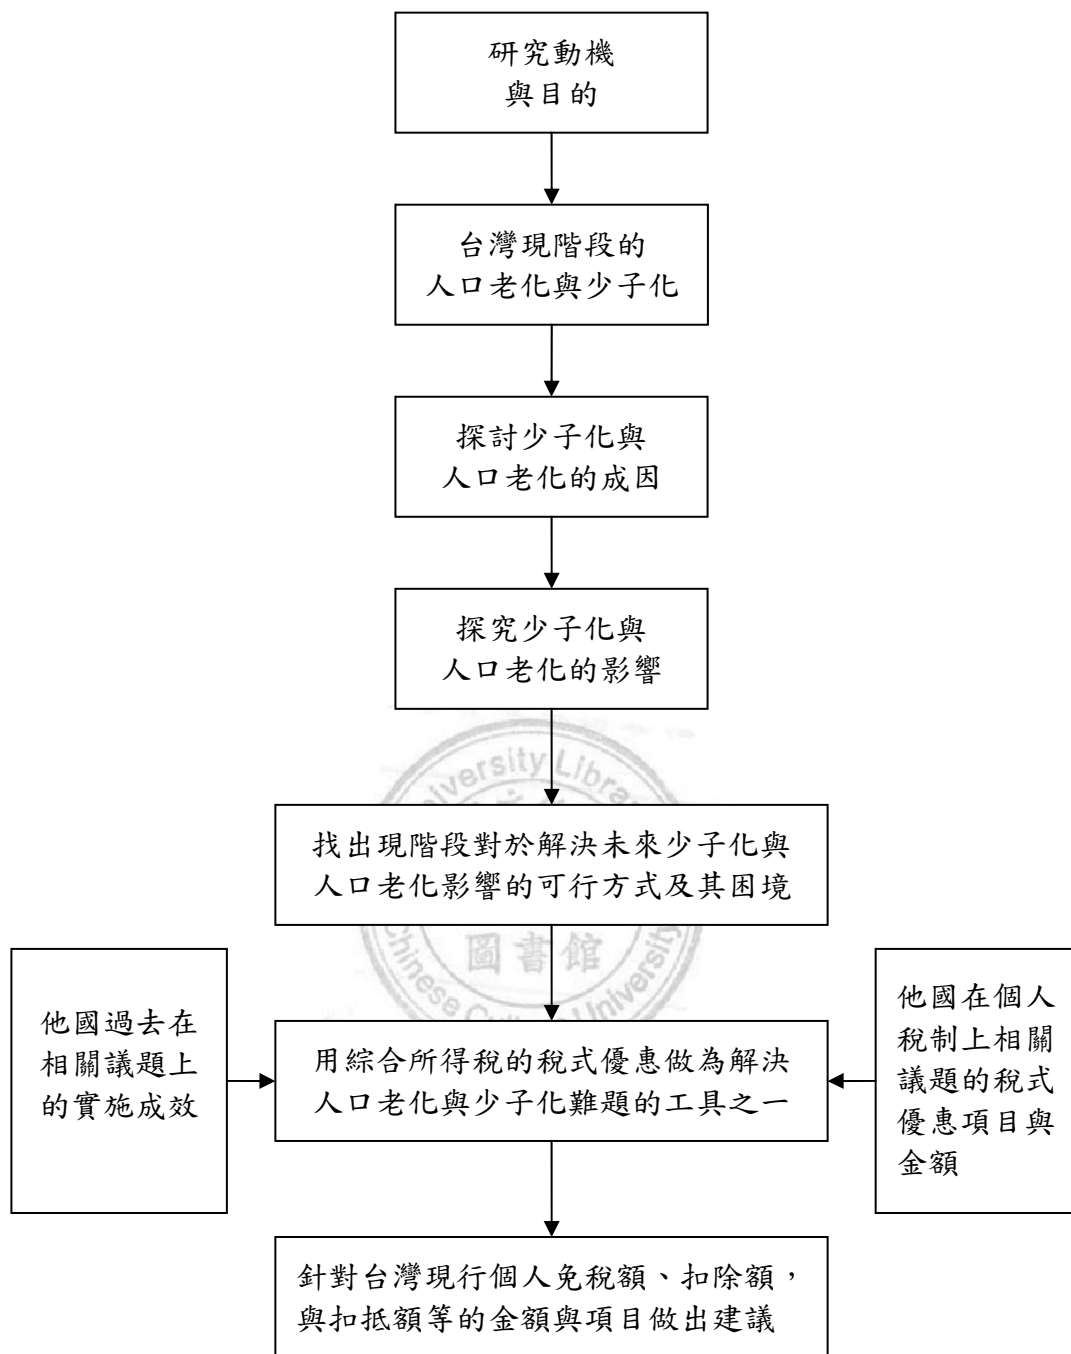 研究動機
與目的
台灣現階段的
人口老化與少子化
探討少子化與
人口老化的成因
探究少子化與
人口老化的影響
找出現階段對於解決未來少子化與
人口老化影響的可行方式及其困境
圖書館
他國過去在
相關議題上
的實施成效
用綜合所得稅的稅式優惠做為解決
人口老化與少子化難題的工具之一
他國在個人
稅制上相關
議題的稅式
優惠項目與
金額
針對台灣現行個人免稅額、扣除額，
與扣抵額等的金額與項目做出建議